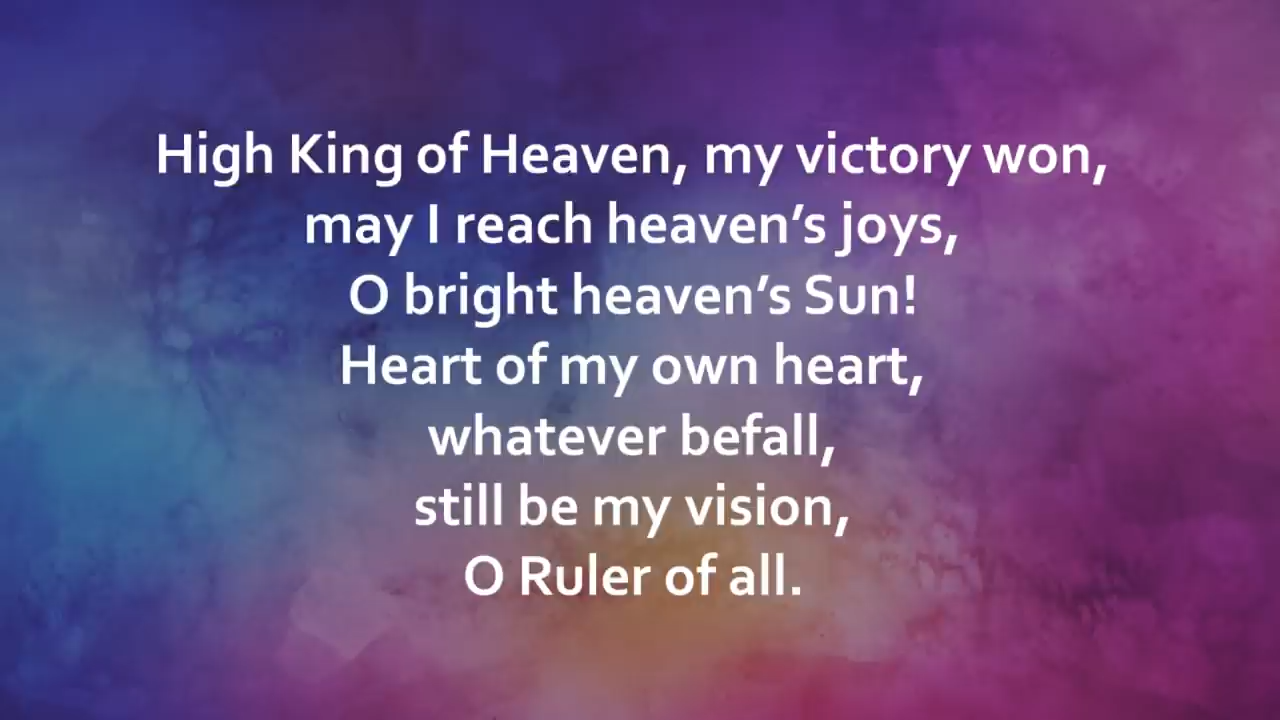 High King of Heaven, my victory won,
may I reach heaven’s joys,
O bright heaven’s Sun!
Heart of my own heart,
whatever befall,
still be my vision,
O Ruler of all.